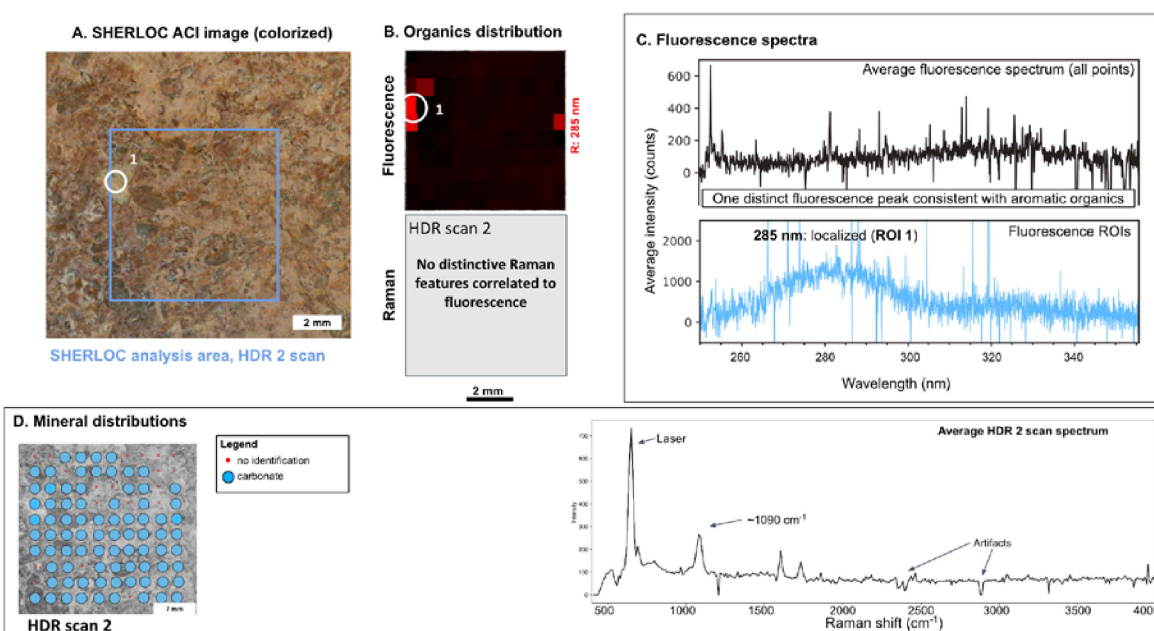 A. SHERLOC ACI image (colorized)
1
2 mm
SHERLOC analysis area, HDR 2 scan
B. Organics distribution
Fluorescence
1
R: 285 nm
Raman
HDR scan 2
No distinctive Raman
features correlated to
fluorescence
2 mm
C. Fluorescence spectra
Average intensity (counts)
600
400
200
0
Average fluorescence spectrum (all points)
One distinct fluorescence peak consistent with aromatic organics
2000
1000
0
285 nm: localized (ROI 1)
Fluorescence ROIs
260 280 300 320 340
Wavelength (nm)
D. Mineral distributions
Legend
no identification
carbonate
HDR scan 2
Average HDR 2 scan spectrum
Intensity
700
600
500
400
300
200
100
0
Laser
~1090 cm⁻¹
Artifacts
500 1000 1500 2000 2500 3000 3500
Raman shift (cm⁻¹)